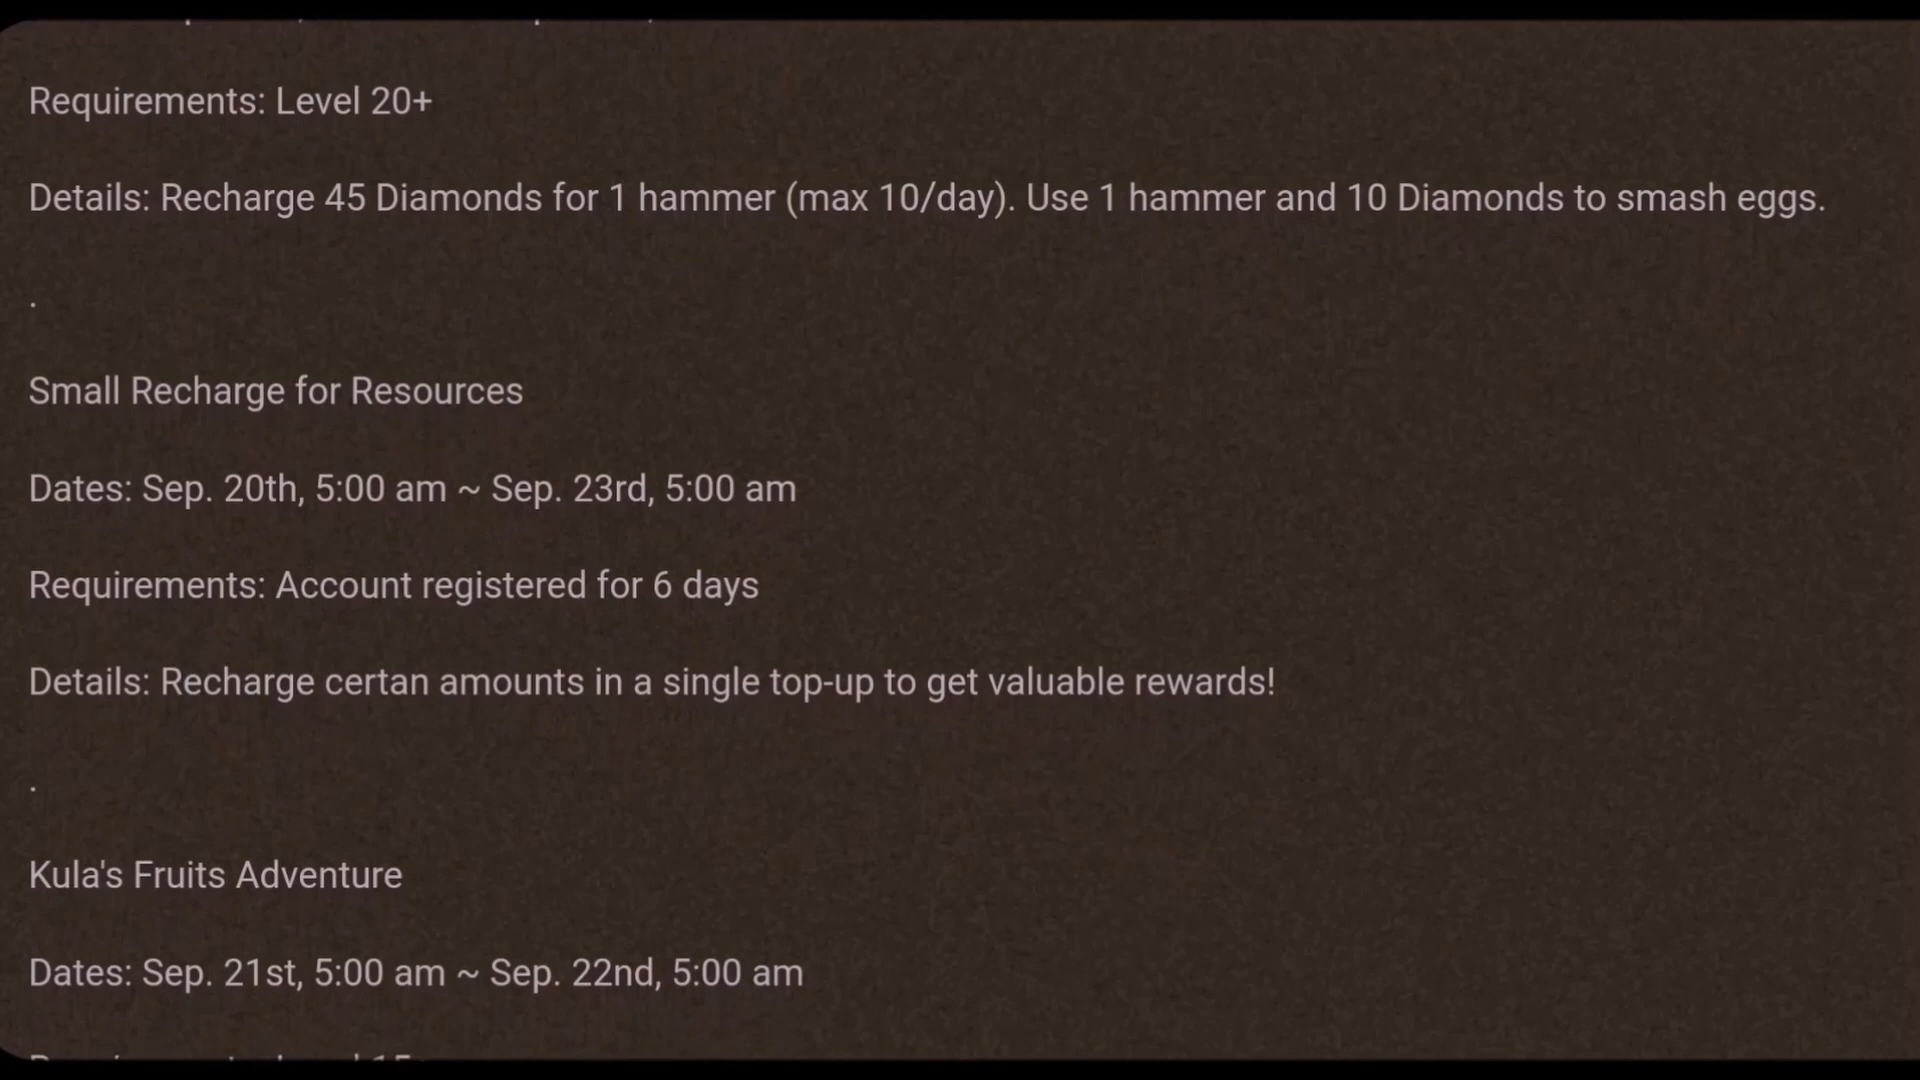 Requirements: Level 20+
Details: Recharge 45 Diamonds for 1 hammer (max 10/day). Use 1 hammer and 10 Diamonds to smash eggs.
.
Small Recharge for Resources
Dates: Sep. 20th, 5:00 am ~ Sep. 23rd, 5:00 am
Requirements: Account registered for 6 days
Details: Recharge certan amounts in a single top-up to get valuable rewards!
.
Kula's Fruits Adventure
Dates: Sep. 21st, 5:00 am ~ Sep. 22nd, 5:00 am